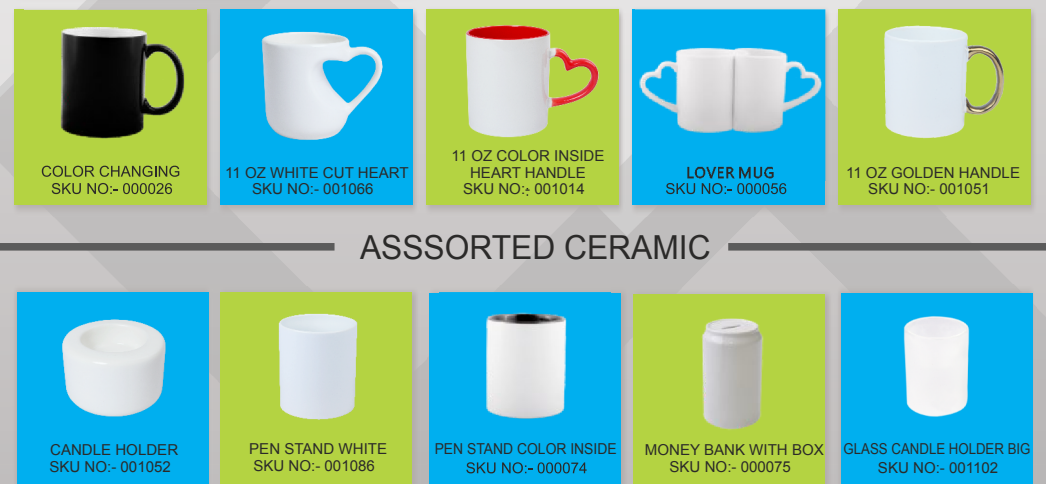 COLOR CHANGING
SKU NO:- 000026
11 OZ WHITE CUT HEART
SKU NO:- 001066
11 OZ COLOR INSIDE
HEART HANDLE
SKU NO:- 001014
LOVER MUG
SKU NO:- 000056
11 OZ GOLDEN HANDLE
SKU NO:- 001051
ASSSORTED CERAMIC
CANDLE HOLDER
SKU NO:- 001052
PEN STAND WHITE
SKU NO:- 001086
PEN STAND COLOR INSIDE
SKU NO:- 000074
MONEY BANK WITH BOX
SKU NO:- 000075
GLASS CANDLE HOLDER BIG
SKU NO:- 001102